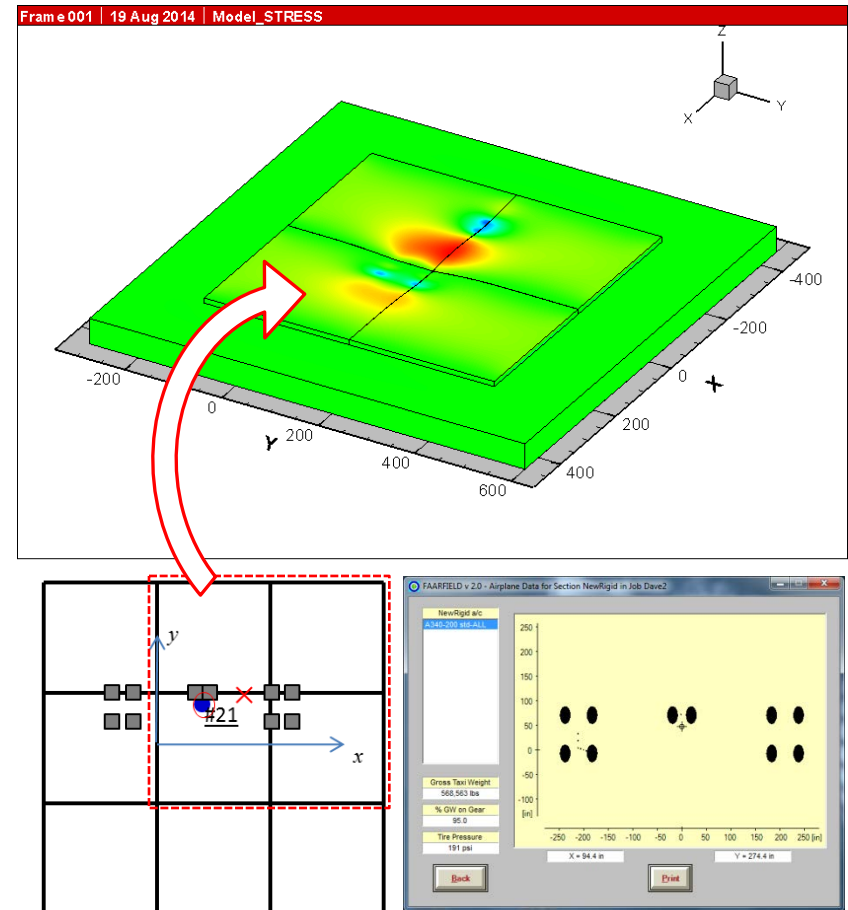 Frame 001 | 19 Aug 2014 | Model_STRESS
Z
Y
X
-400
-200
0
X
200
400
-200
0
Y
200
400
600
y
#21
x
FAARFIELD v 2.0 - Airplane Data for Section NewRigid in Job Dave2
NewRigid a/c
A340-200 std-ALL
Gross Taxi Weight
568,563 lbs
% GW on Gear
95.0
Tire Pressure
191 psi
250
200
150
100
50
0
-50
-100
[in]
-250 -200 -150 -100 -50 0 50 100 150 200 250 [in]
X = 94.4 in
Y = 274.4 in
Back
Print